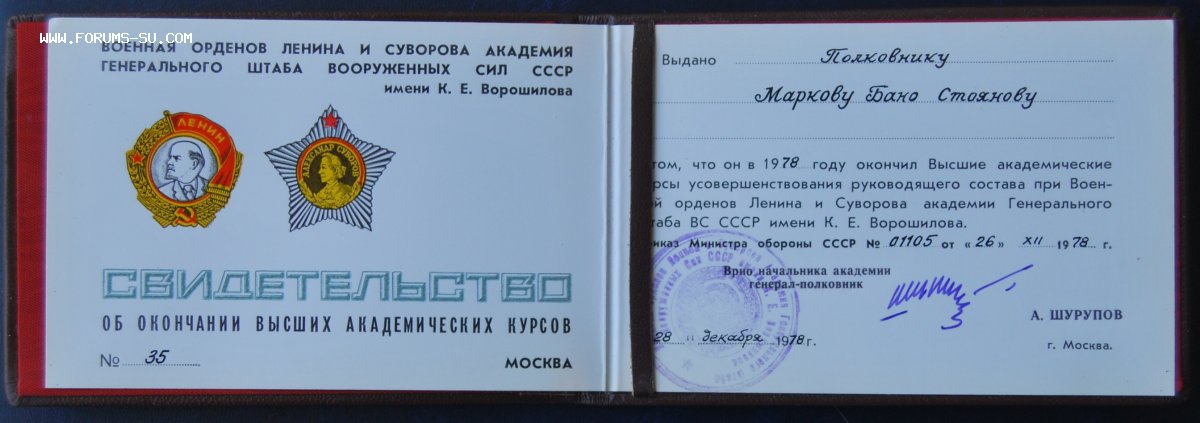 www.forums-su.com
ВОЕННАЯ ОРДЕНОВ ЛЕНИНА И СУВОРОВА АКАДЕМИЯ
ГЕНЕРАЛЬНОГО ШТАБА ВООРУЖЕННЫХ СИЛ СССР
имени К. Е. Ворошилова
ЛЕНИН
АЛЕКСАНДР СУВОРОВ
СВИДЕТЕЛЬСТВО
ОБ ОКОНЧАНИИ ВЫСШИХ АКАДЕМИЧЕСКИХ КУРСОВ
№ 35 МОСКВА
Выдано Полковнику
Маркову Бано Стоянову
том, что он в 1978 году окончил Высшие академические
рсы усовершенствования руководящего состава при Воен-
й орденов Ленина и Суворова академии Генерального
таба ВС СССР имени К. Е. Ворошилова.
иказ Министра обороны СССР № 01105 от «26» XII 1978 г.
Врио начальника академии
генерал-полковник
А. ШУРУПОВ
28 " декабря 1978 г.
г. Москва.